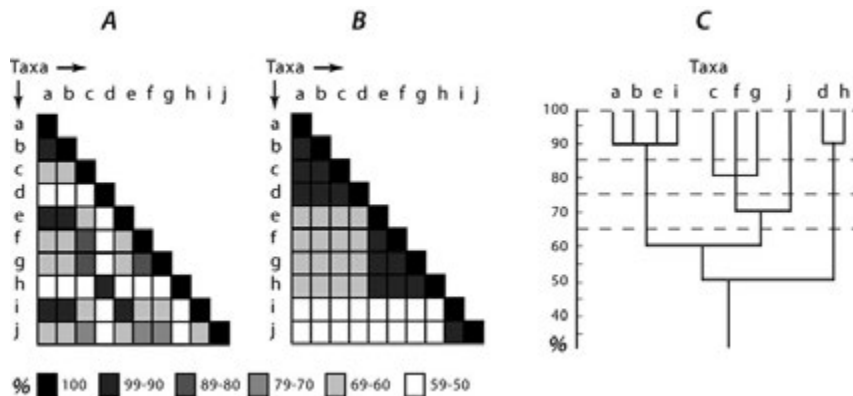 A B C
Taxa → Taxa → Taxa
a b c d e f g h i j
a b c d e f g h i j
a b e i c f g j d h
a
b
c
d
e
f
g
h
i
j
a
b
c
d
e
f
g
h
i
j
100
90
80
70
60
50
40
%
% 100 99-90 89-80 79-70 69-60 59-50